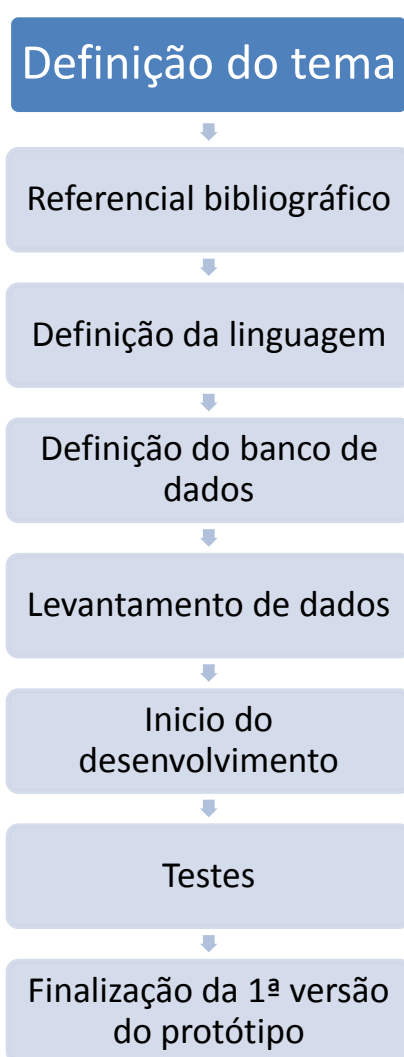 Definição do tema
Referencial bibliográfico
Definição da linguagem
Definição do banco de
dados
Levantamento de dados
Inicio do
desenvolvimento
Testes
Finalização da 1ª versão
do protótipo